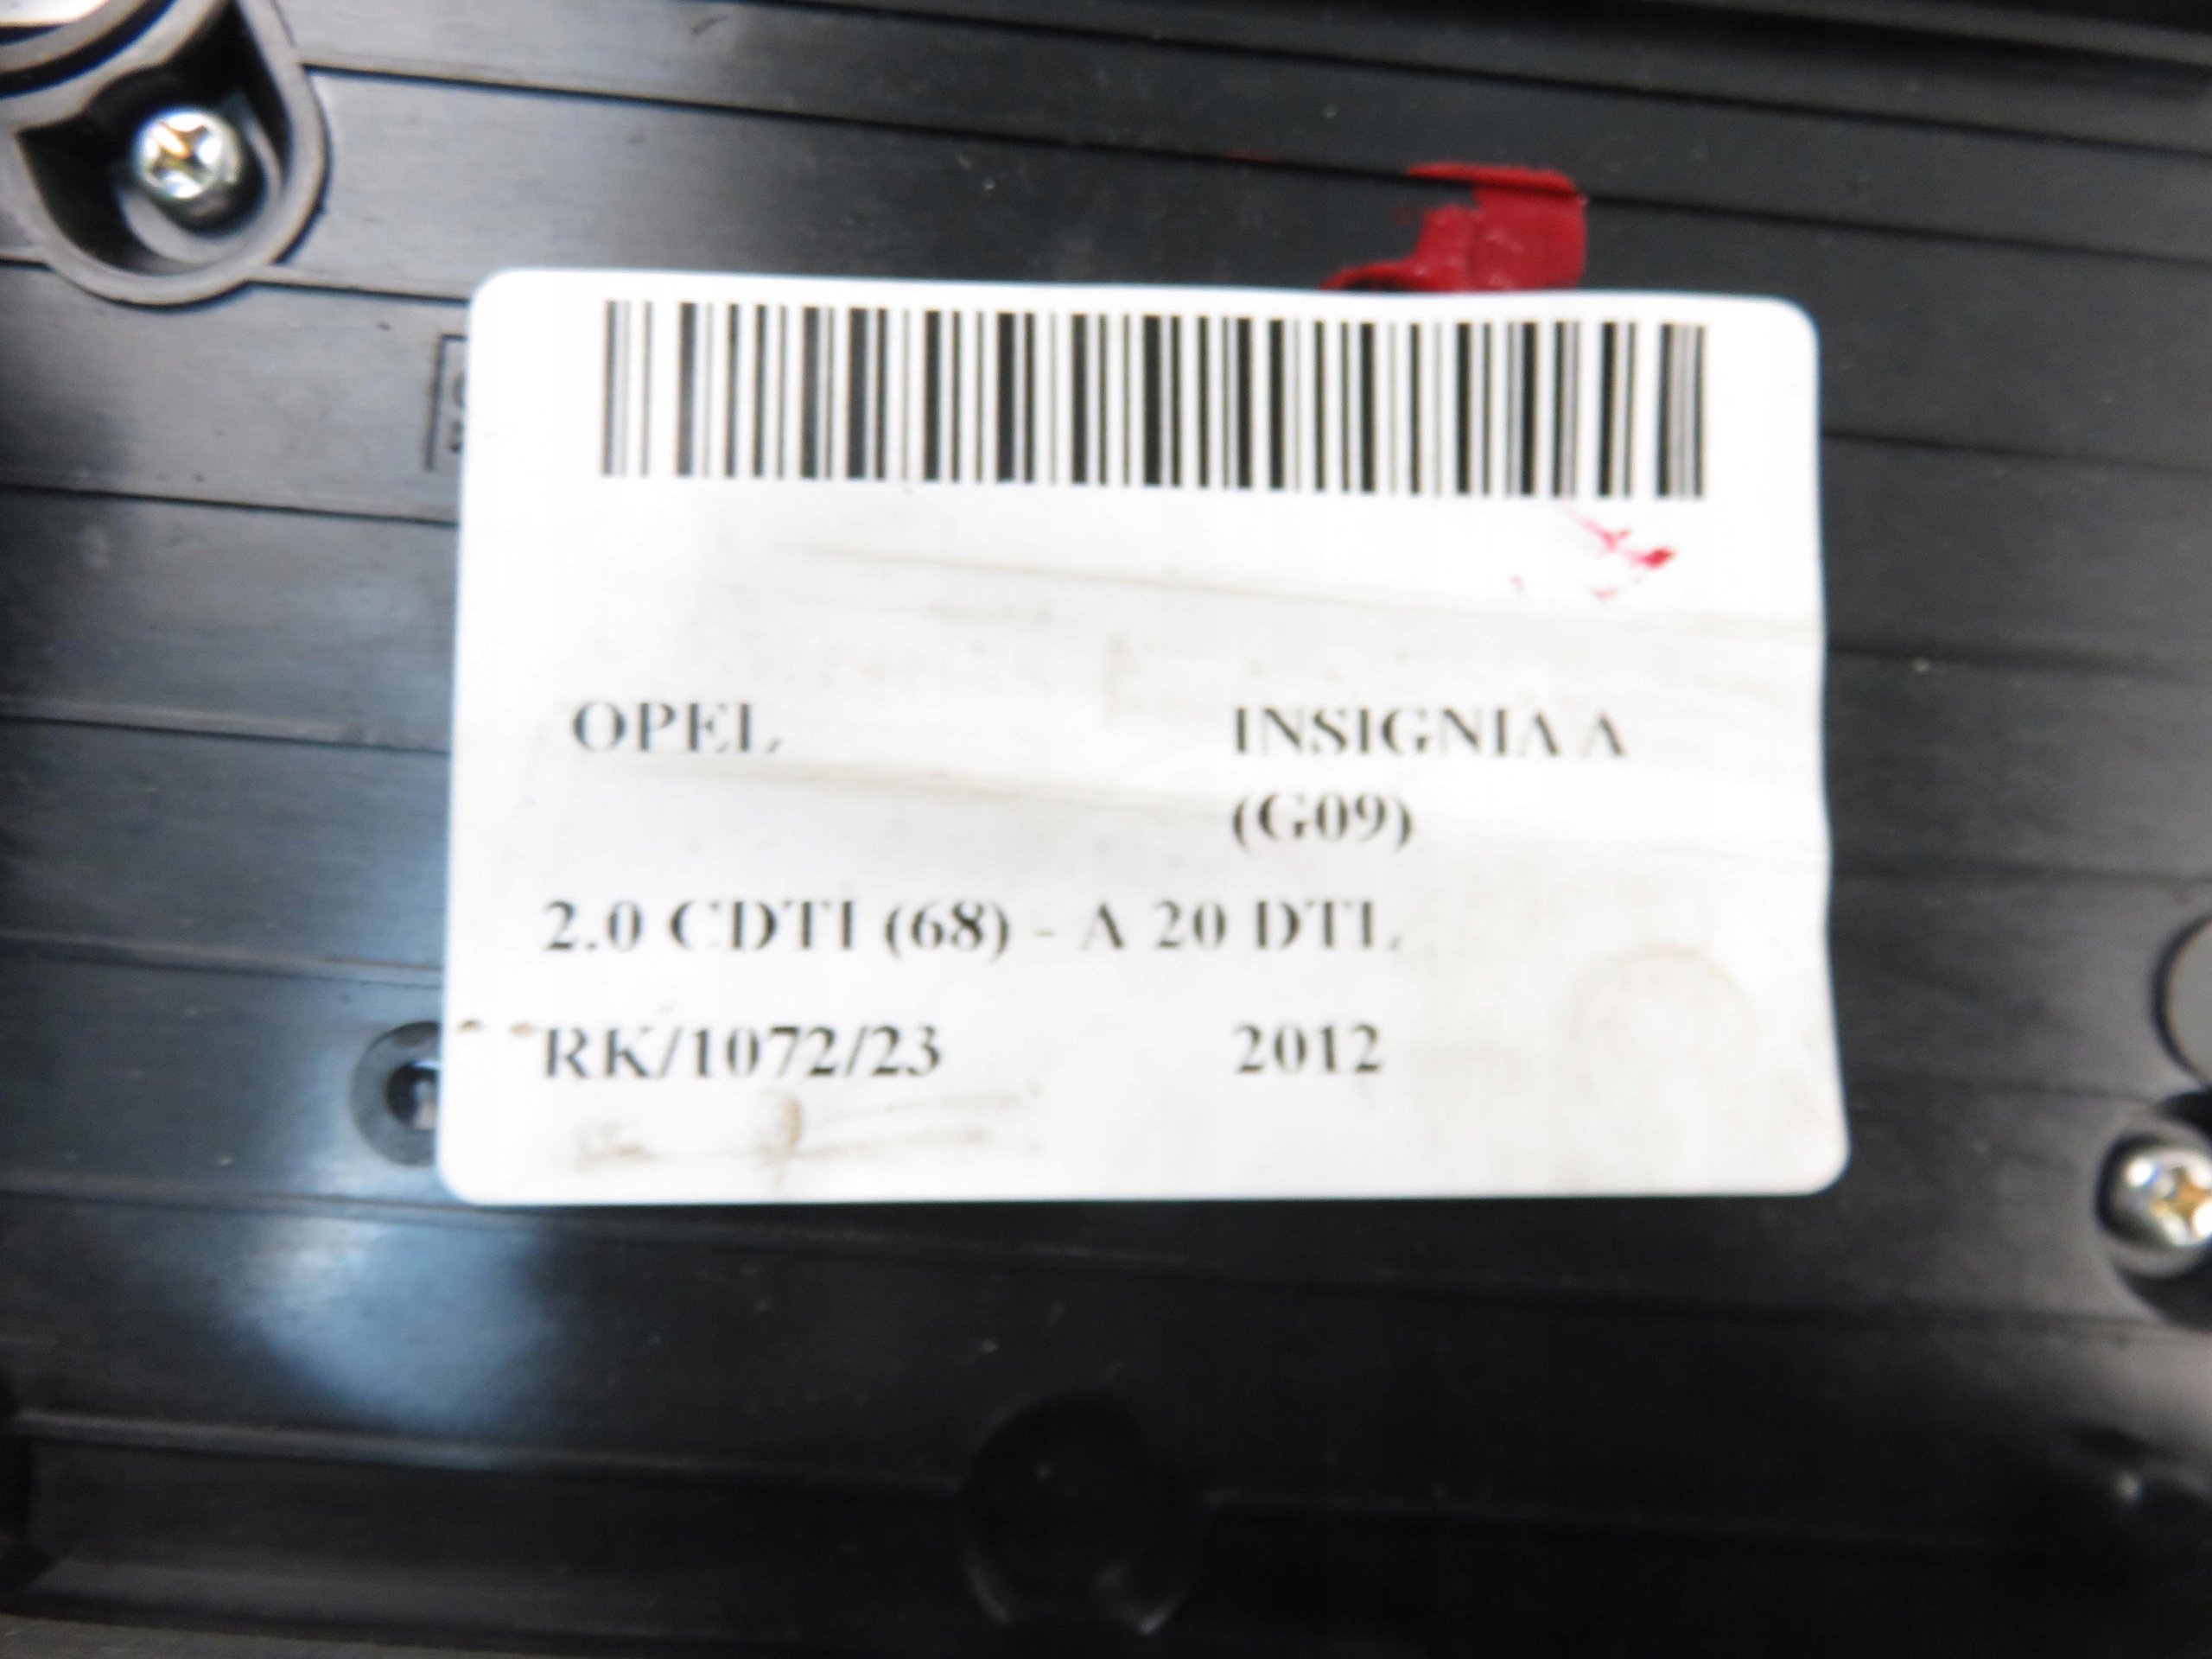 OPEL INSIGNIA A
(G09)
2.0 CDTI (68) - A 20 DTL
RK/1072/23 2012